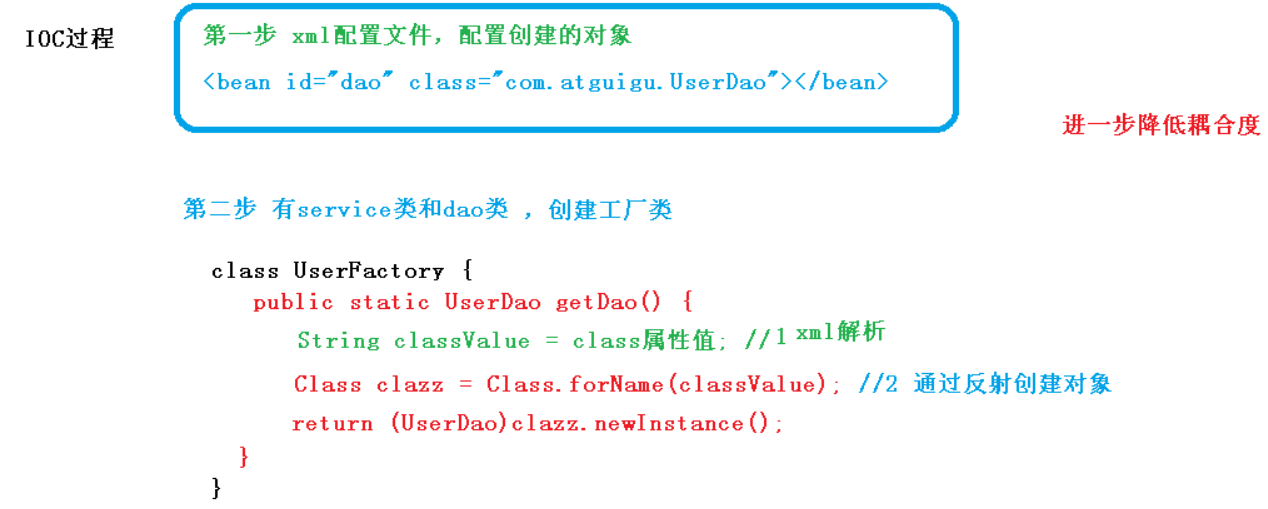 IOC过程
第一步 xml配置文件，配置创建的对象
<bean id="dao" class="com.atguigu.UserDao"></bean>
进一步降低耦合度
第二步 有service类和dao类 ，创建工厂类
class UserFactory {
public static UserDao getDao() {
String classValue = class属性值; //1 xml解析
Class clazz = Class.forName(classValue); //2 通过反射创建对象
return (UserDao)clazz.newInstance();
}
}